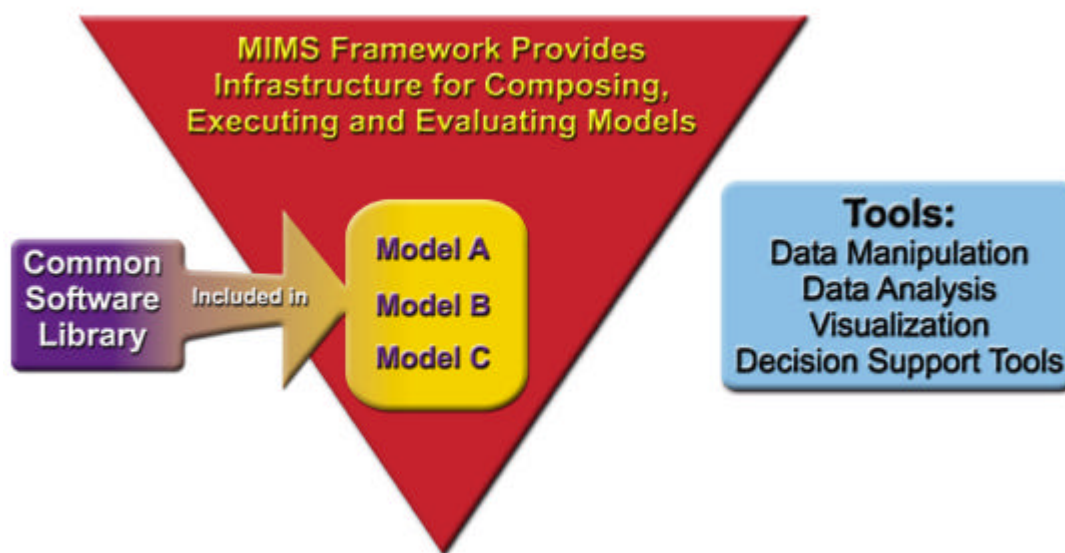 MIMS Framework Provides
Infrastructure for Composing,
Executing and Evaluating Models
Common
Software
Library
Included in
Model A
Model B
Model C
Tools:
Data Manipulation
Data Analysis
Visualization
Decision Support Tools